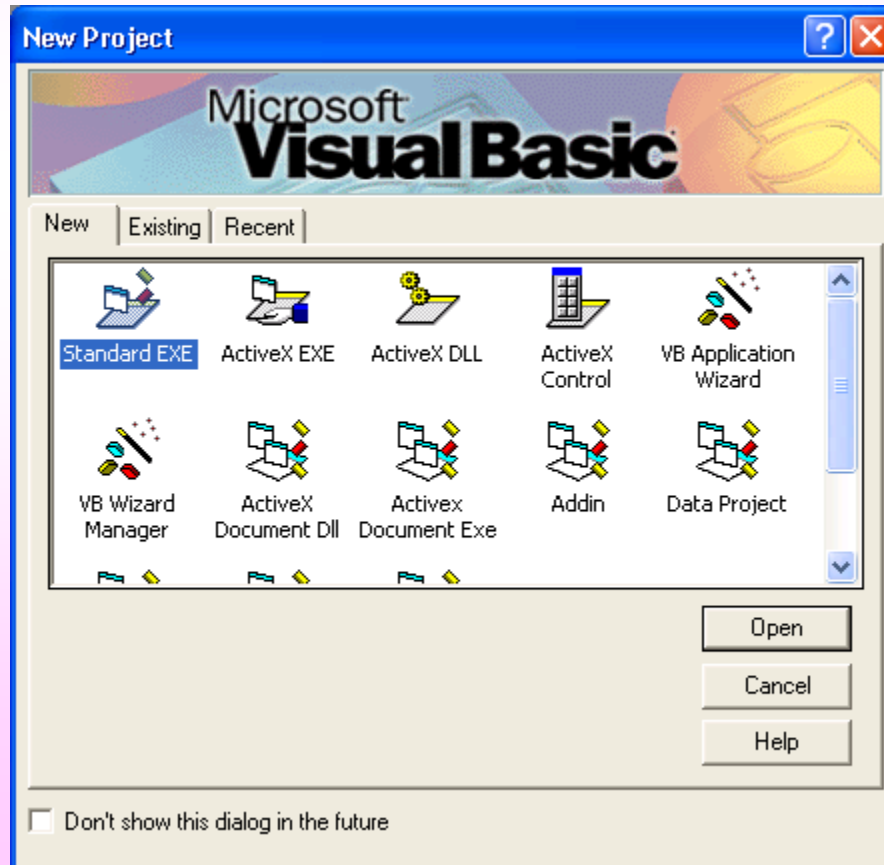 New Project
Microsoft
Visual Basic
New Existing Recent
Standard EXE ActiveX EXE ActiveX DLL ActiveX Control VB Application Wizard
VB Wizard Manager ActiveX Document Dll Activex Document Exe Addin Data Project
Open
Cancel
Help
Don't show this dialog in the future